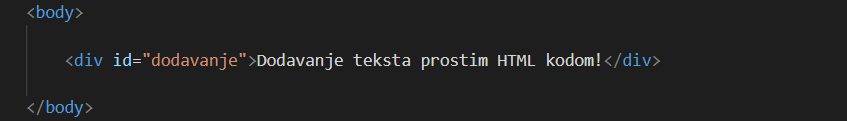 <body>
<div id="dodavanje">Dodavanje teksta prostim HTML kodom!</div>
</body>